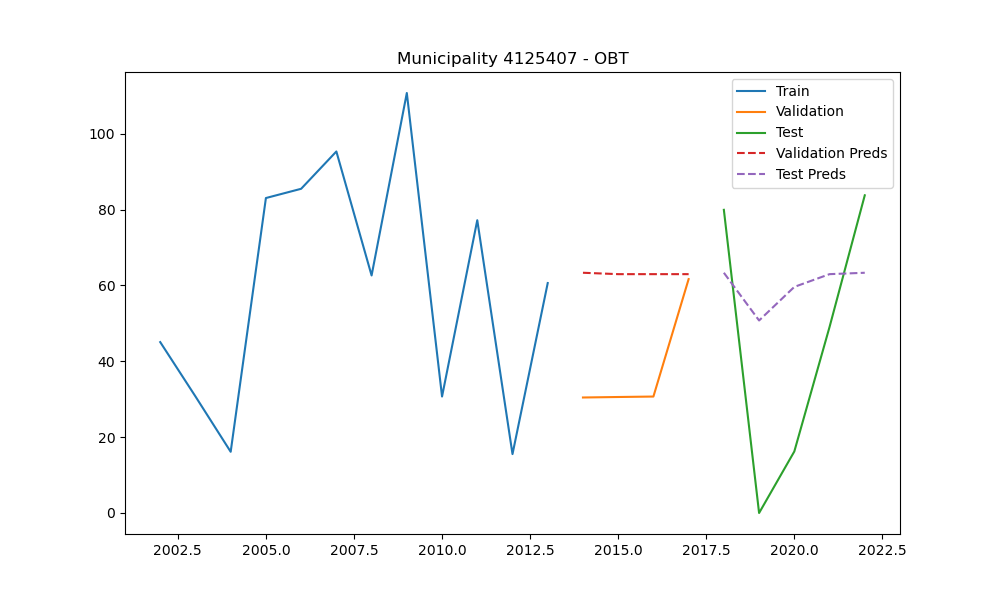 Municipality 4125407 - OBT
Train
Validation
Test
Validation Preds
Test Preds
100
80
60
40
20
0
2002.5 2005.0 2007.5 2010.0 2012.5 2015.0 2017.5 2020.0 2022.5